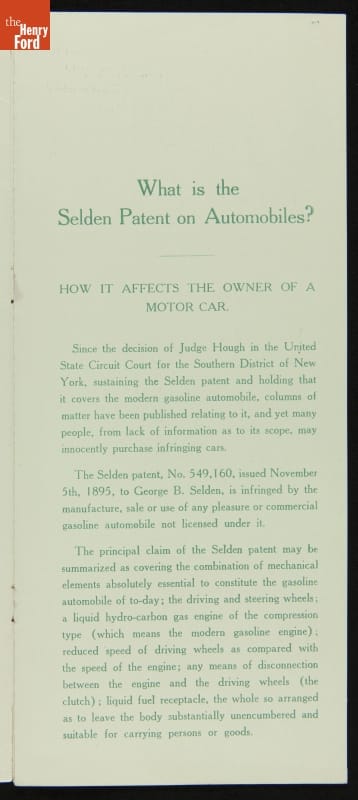 the
Henry
Ford
What is the
Selden Patent on Automobiles?
HOW IT AFFECTS THE OWNER OF A
MOTOR CAR.
Since the decision of Judge Hough in the United
State Circuit Court for the Southern District of New
York, sustaining the Selden patent and holding that
it covers the modern gasoline automobile, columns of
matter have been published relating to it, and yet many
people, from lack of information as to its scope, may
innocently purchase infringing cars.
The Selden patent, No. 549,160, issued November
5th, 1895, to George B. Selden, is infringed by the
manufacture, sale or use of any pleasure or commercial
gasoline automobile not licensed under it.
The principal claim of the Selden patent may be
summarized as covering the combination of mechanical
elements absolutely essential to constitute the gasoline
automobile of to-day; the driving and steering wheels;
a liquid hydro-carbon gas engine of the compression
type (which means the modern gasoline engine);
reduced speed of driving wheels as compared with
the speed of the engine; any means of disconnection
between the engine and the driving wheels (the
clutch); liquid fuel receptacle, the whole so arranged
as to leave the body substantially unencumbered and
suitable for carrying persons or goods.